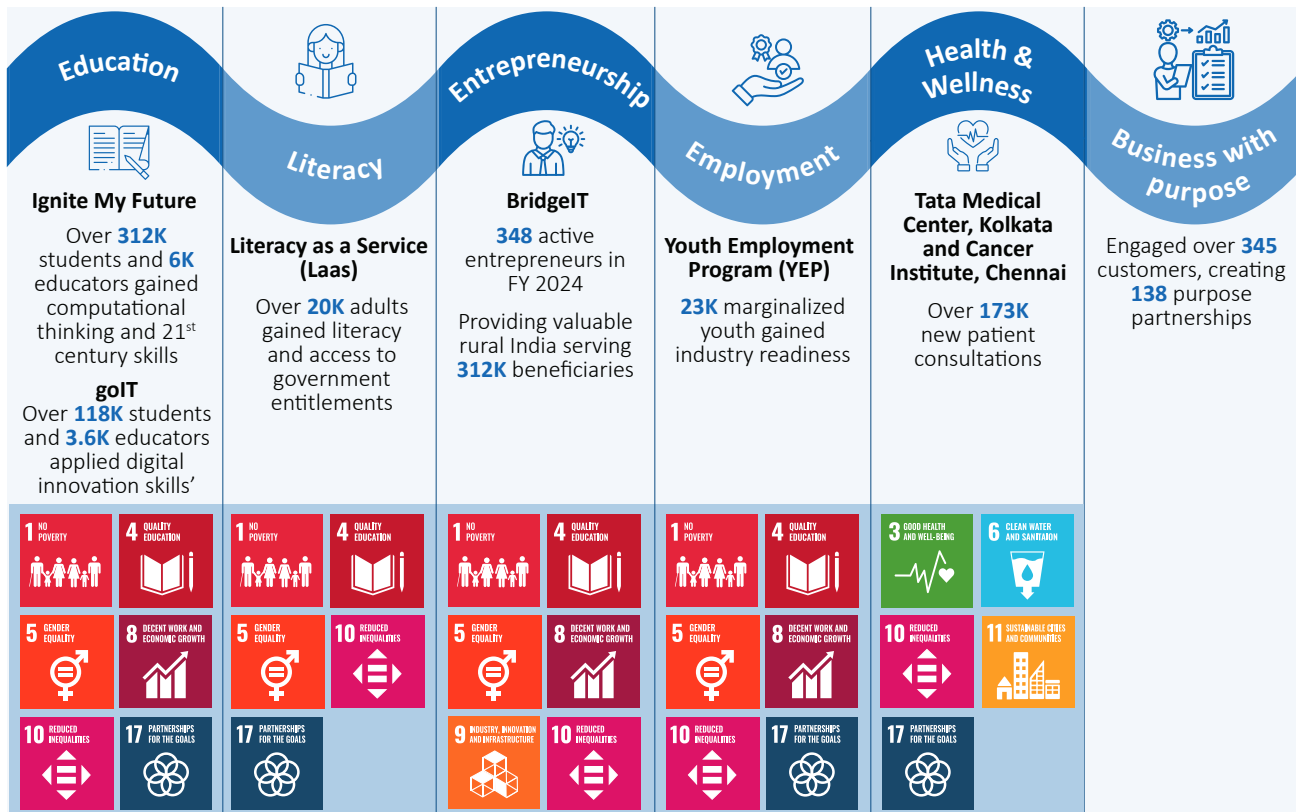 Education
Ignite My Future
Over 312K
students and 6K
educators gained
computational
thinking and 21st
century skills
goIT
Over 118K students
and 3.6K educators
applied digital
innovation skills’
1 NO
POVERTY
4 QUALITY
EDUCATION
5 GENDER
EQUALITY
8 DECENT WORK AND
ECONOMIC GROWTH
10 REDUCED
INEQUALITIES
17 PARTNERSHIPS
FOR THE GOALS
Literacy
Literacy as a Service
(Laas)
Over 20K adults
gained literacy
and access to
government
entitlements
1 NO
POVERTY
4 QUALITY
EDUCATION
5 GENDER
EQUALITY
10 REDUCED
INEQUALITIES
17 PARTNERSHIPS
FOR THE GOALS
Entrepreneurship
BridgeIT
348 active
entrepreneurs in
FY 2024
Providing valuable
rural India serving
312K beneficiaries
1 NO
POVERTY
4 QUALITY
EDUCATION
5 GENDER
EQUALITY
8 DECENT WORK AND
ECONOMIC GROWTH
9 INDUSTRY, INNOVATION
AND INFRASTRUCTURE
10 REDUCED
INEQUALITIES
Employment
Youth Employment
Program (YEP)
23K marginalized
youth gained
industry readiness
1 NO
POVERTY
4 QUALITY
EDUCATION
5 GENDER
EQUALITY
8 DECENT WORK AND
ECONOMIC GROWTH
10 REDUCED
INEQUALITIES
17 PARTNERSHIPS
FOR THE GOALS
Health &
Wellness
Tata Medical
Center, Kolkata
and Cancer
Institute, Chennai
Over 173K
new patient
consultations
3 GOOD HEALTH
AND WELL-BEING
6 CLEAN WATER
AND SANITAION
10 REDUCED
INEQUALITIES
11 SUSTAINABLE CITIES
AND COMMUNITIES
17 PARTNERSHIPS
FOR THE GOALS
Business with
purpose
Engaged over 345
customers, creating
138 purpose
partnerships